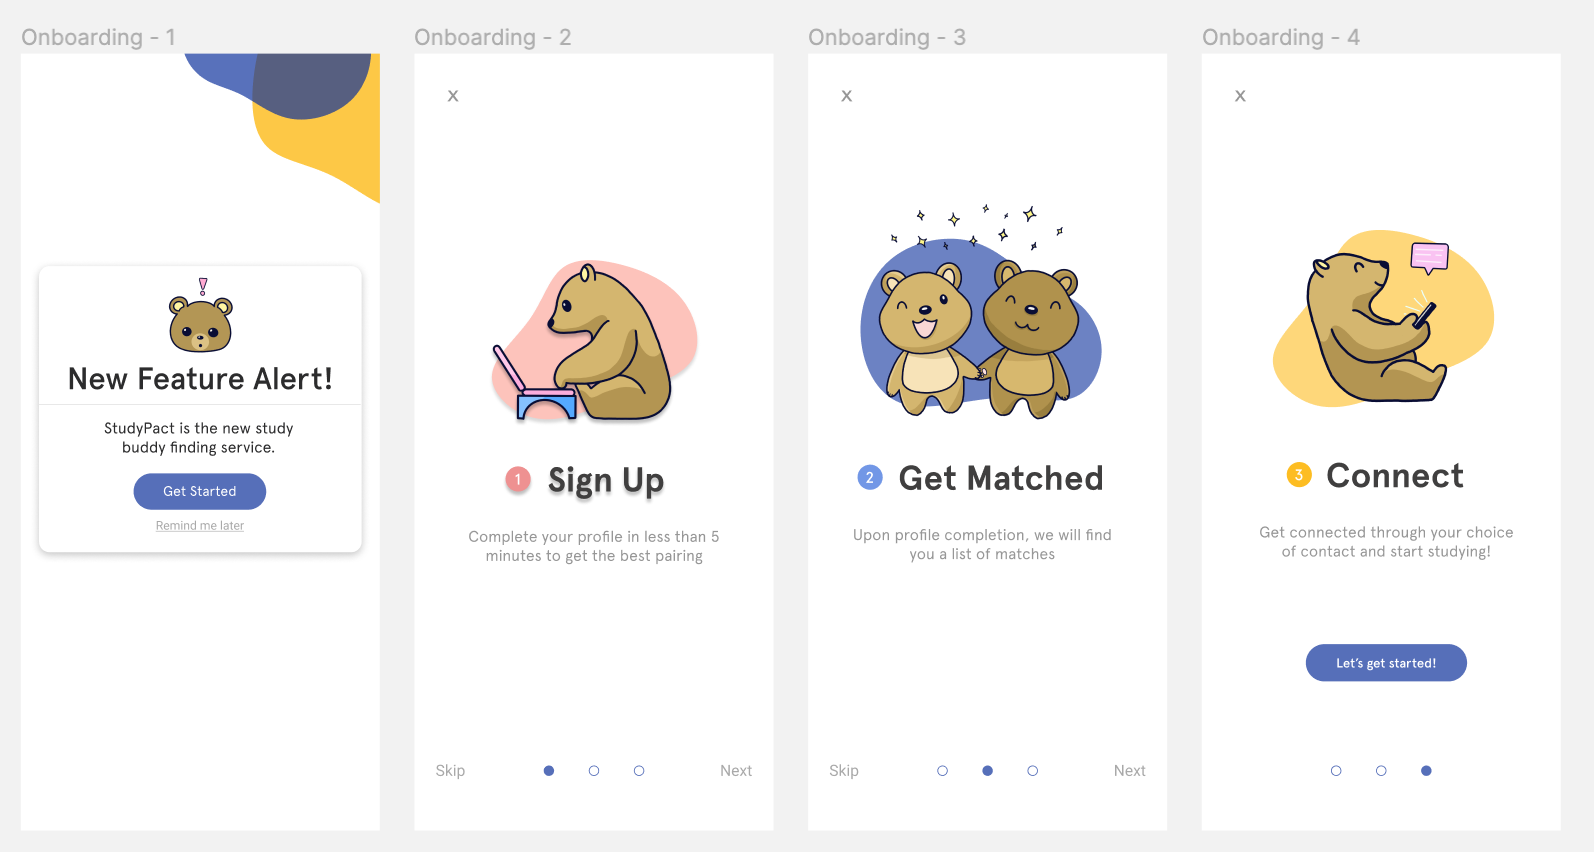 Onboarding - 1
!
New Feature Alert!
StudyPact is the new study
buddy finding service.
Get Started
Remind me later
Onboarding - 2
X
1 Sign Up
Complete your profile in less than 5
minutes to get the best pairing
Skip
Next
Onboarding - 3
X
2 Get Matched
Upon profile completion, we will find
you a list of matches
Skip
Next
Onboarding - 4
X
3 Connect
Get connected through your choice
of contact and start studying!
Let's get started!